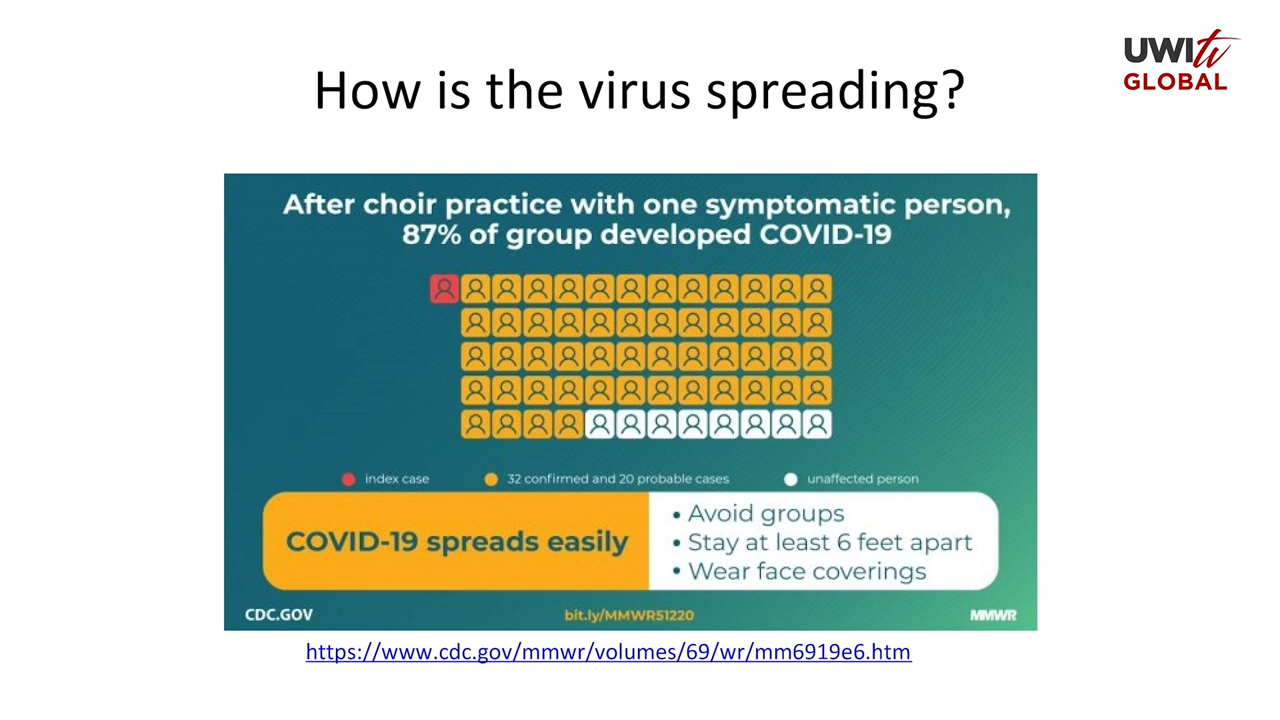 UWI tv
GLOBAL
How is the virus spreading?
After choir practice with one symptomatic person,
87% of group developed COVID-19
index case
32 confirmed and 20 probable cases
unaffected person
COVID-19 spreads easily
• Avoid groups
• Stay at least 6 feet apart
• Wear face coverings
CDC.GOV
bit.ly/MMWR51220
MMWR
https://www.cdc.gov/mmwr/volumes/69/wr/mm6919e6.htm